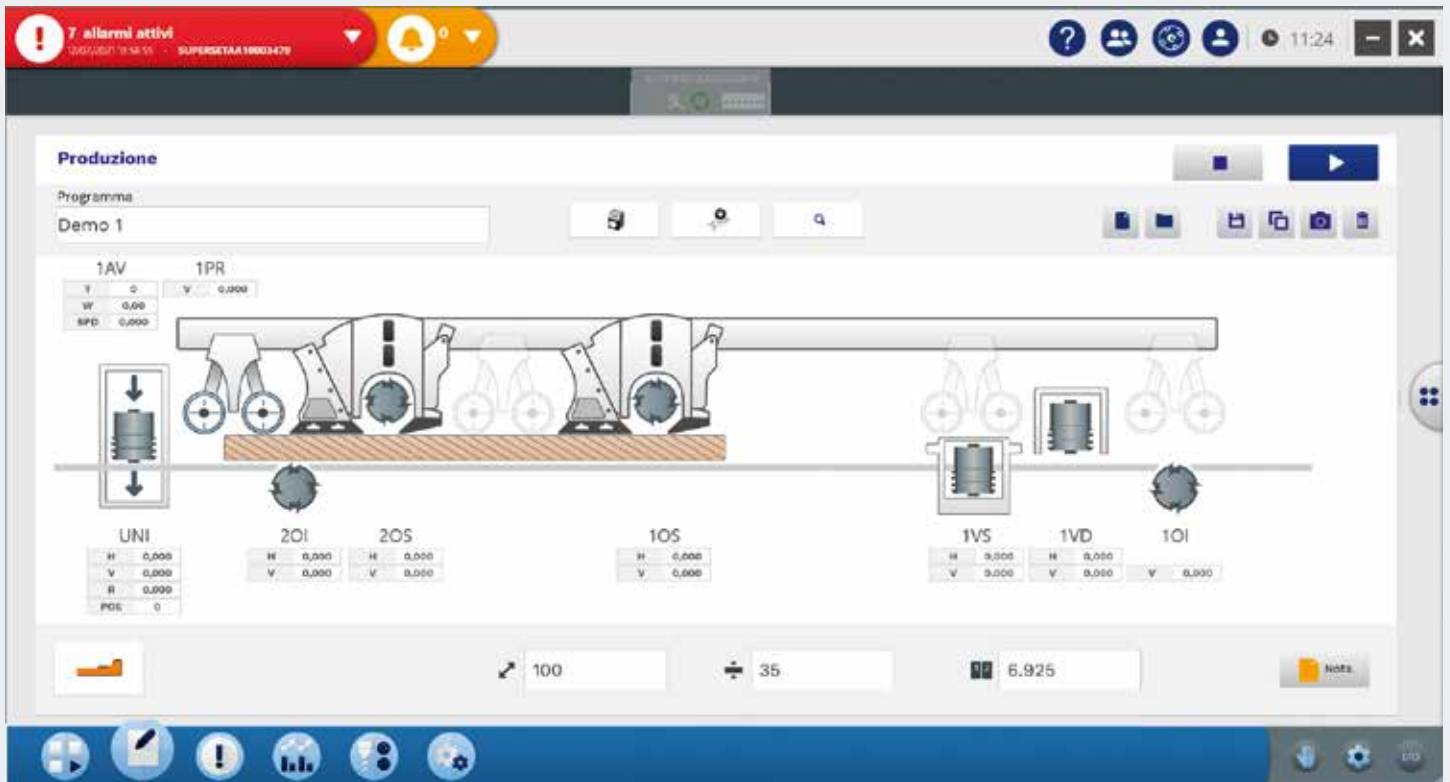 7 allarmi attivi
SUPERSETAA10003479
0
11:24
Produzione
Programma
Demo 1
1AV 1PR
T 0 V 0,000
W 0,00
SPD 0,000
UNI 2OI 2OS 1OS 1VS 1VD 1OI
H 0,000 H 0,000 H 0,000 H 0,000 H 0,000 H 0,000 V 0,000
V 0,000 V 0,000 V 0,000 V 0,000 V 0,000 V 0,000
R 0,000
POS 0
100 35 6.925 Nota
I/O